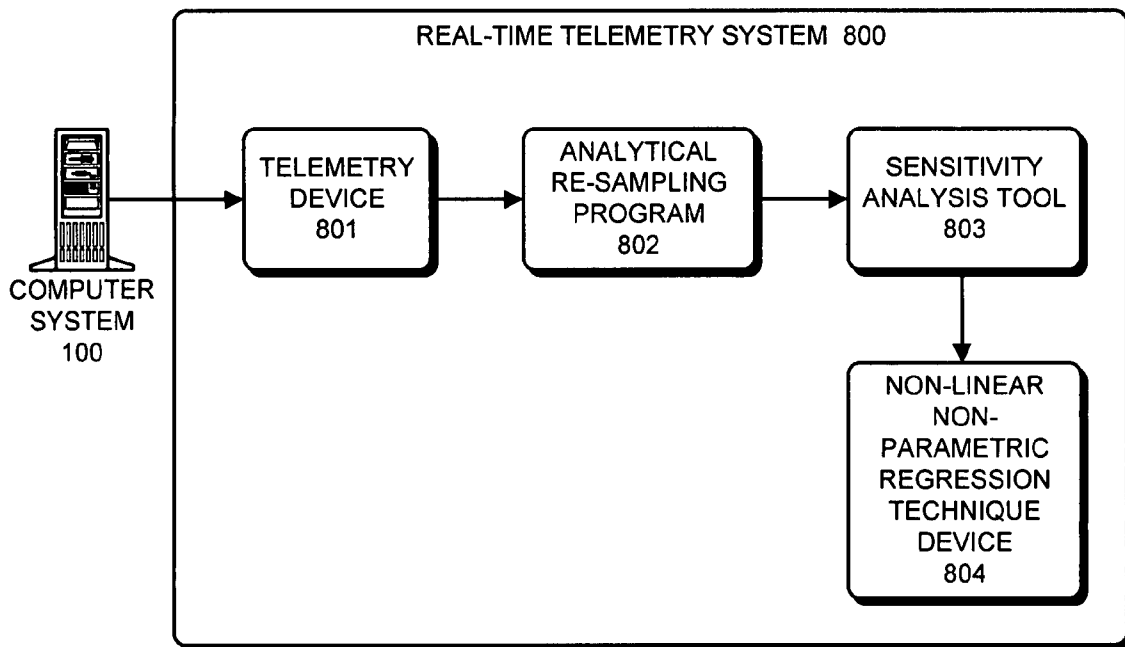 REAL-TIME TELEMETRY SYSTEM 800
COMPUTER
SYSTEM
100
TELEMETRY
DEVICE
801
ANALYTICAL
RE-SAMPLING
PROGRAM
802
SENSITIVITY
ANALYSIS TOOL
803
NON-LINEAR
NON-
PARAMETRIC
REGRESSION
TECHNIQUE
DEVICE
804